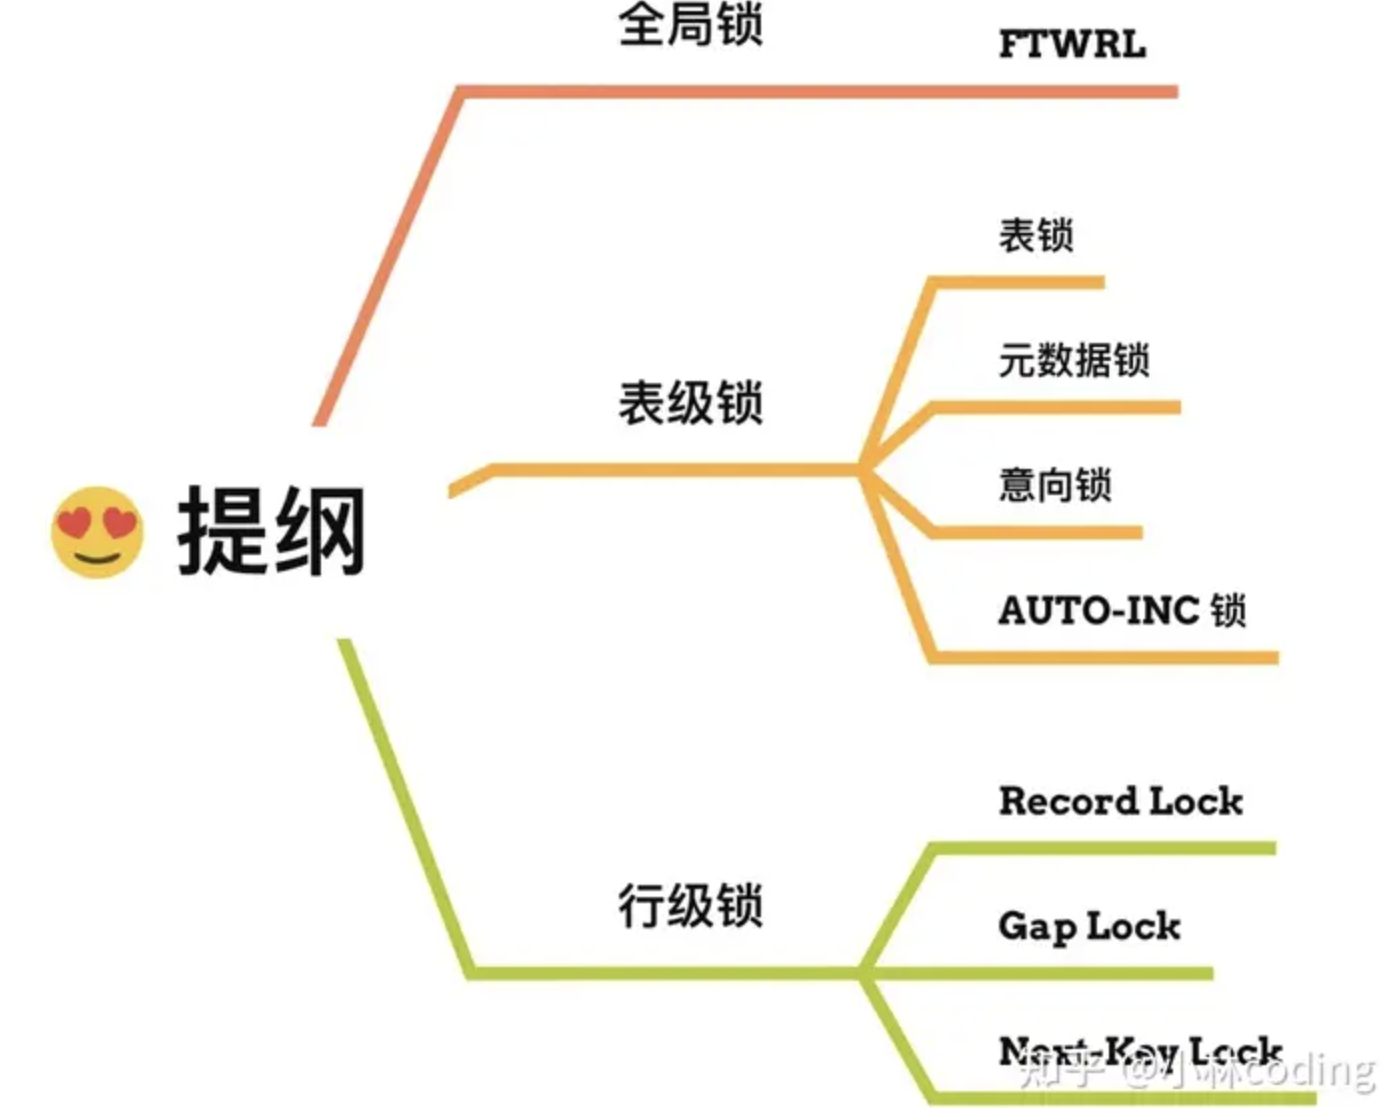 全局锁
FTWRL
表锁
元数据锁
表级锁
意向锁
提纲
AUTO-INC 锁
Record Lock
行级锁
Gap Lock
Next-Key Lock
知乎 @小林coding